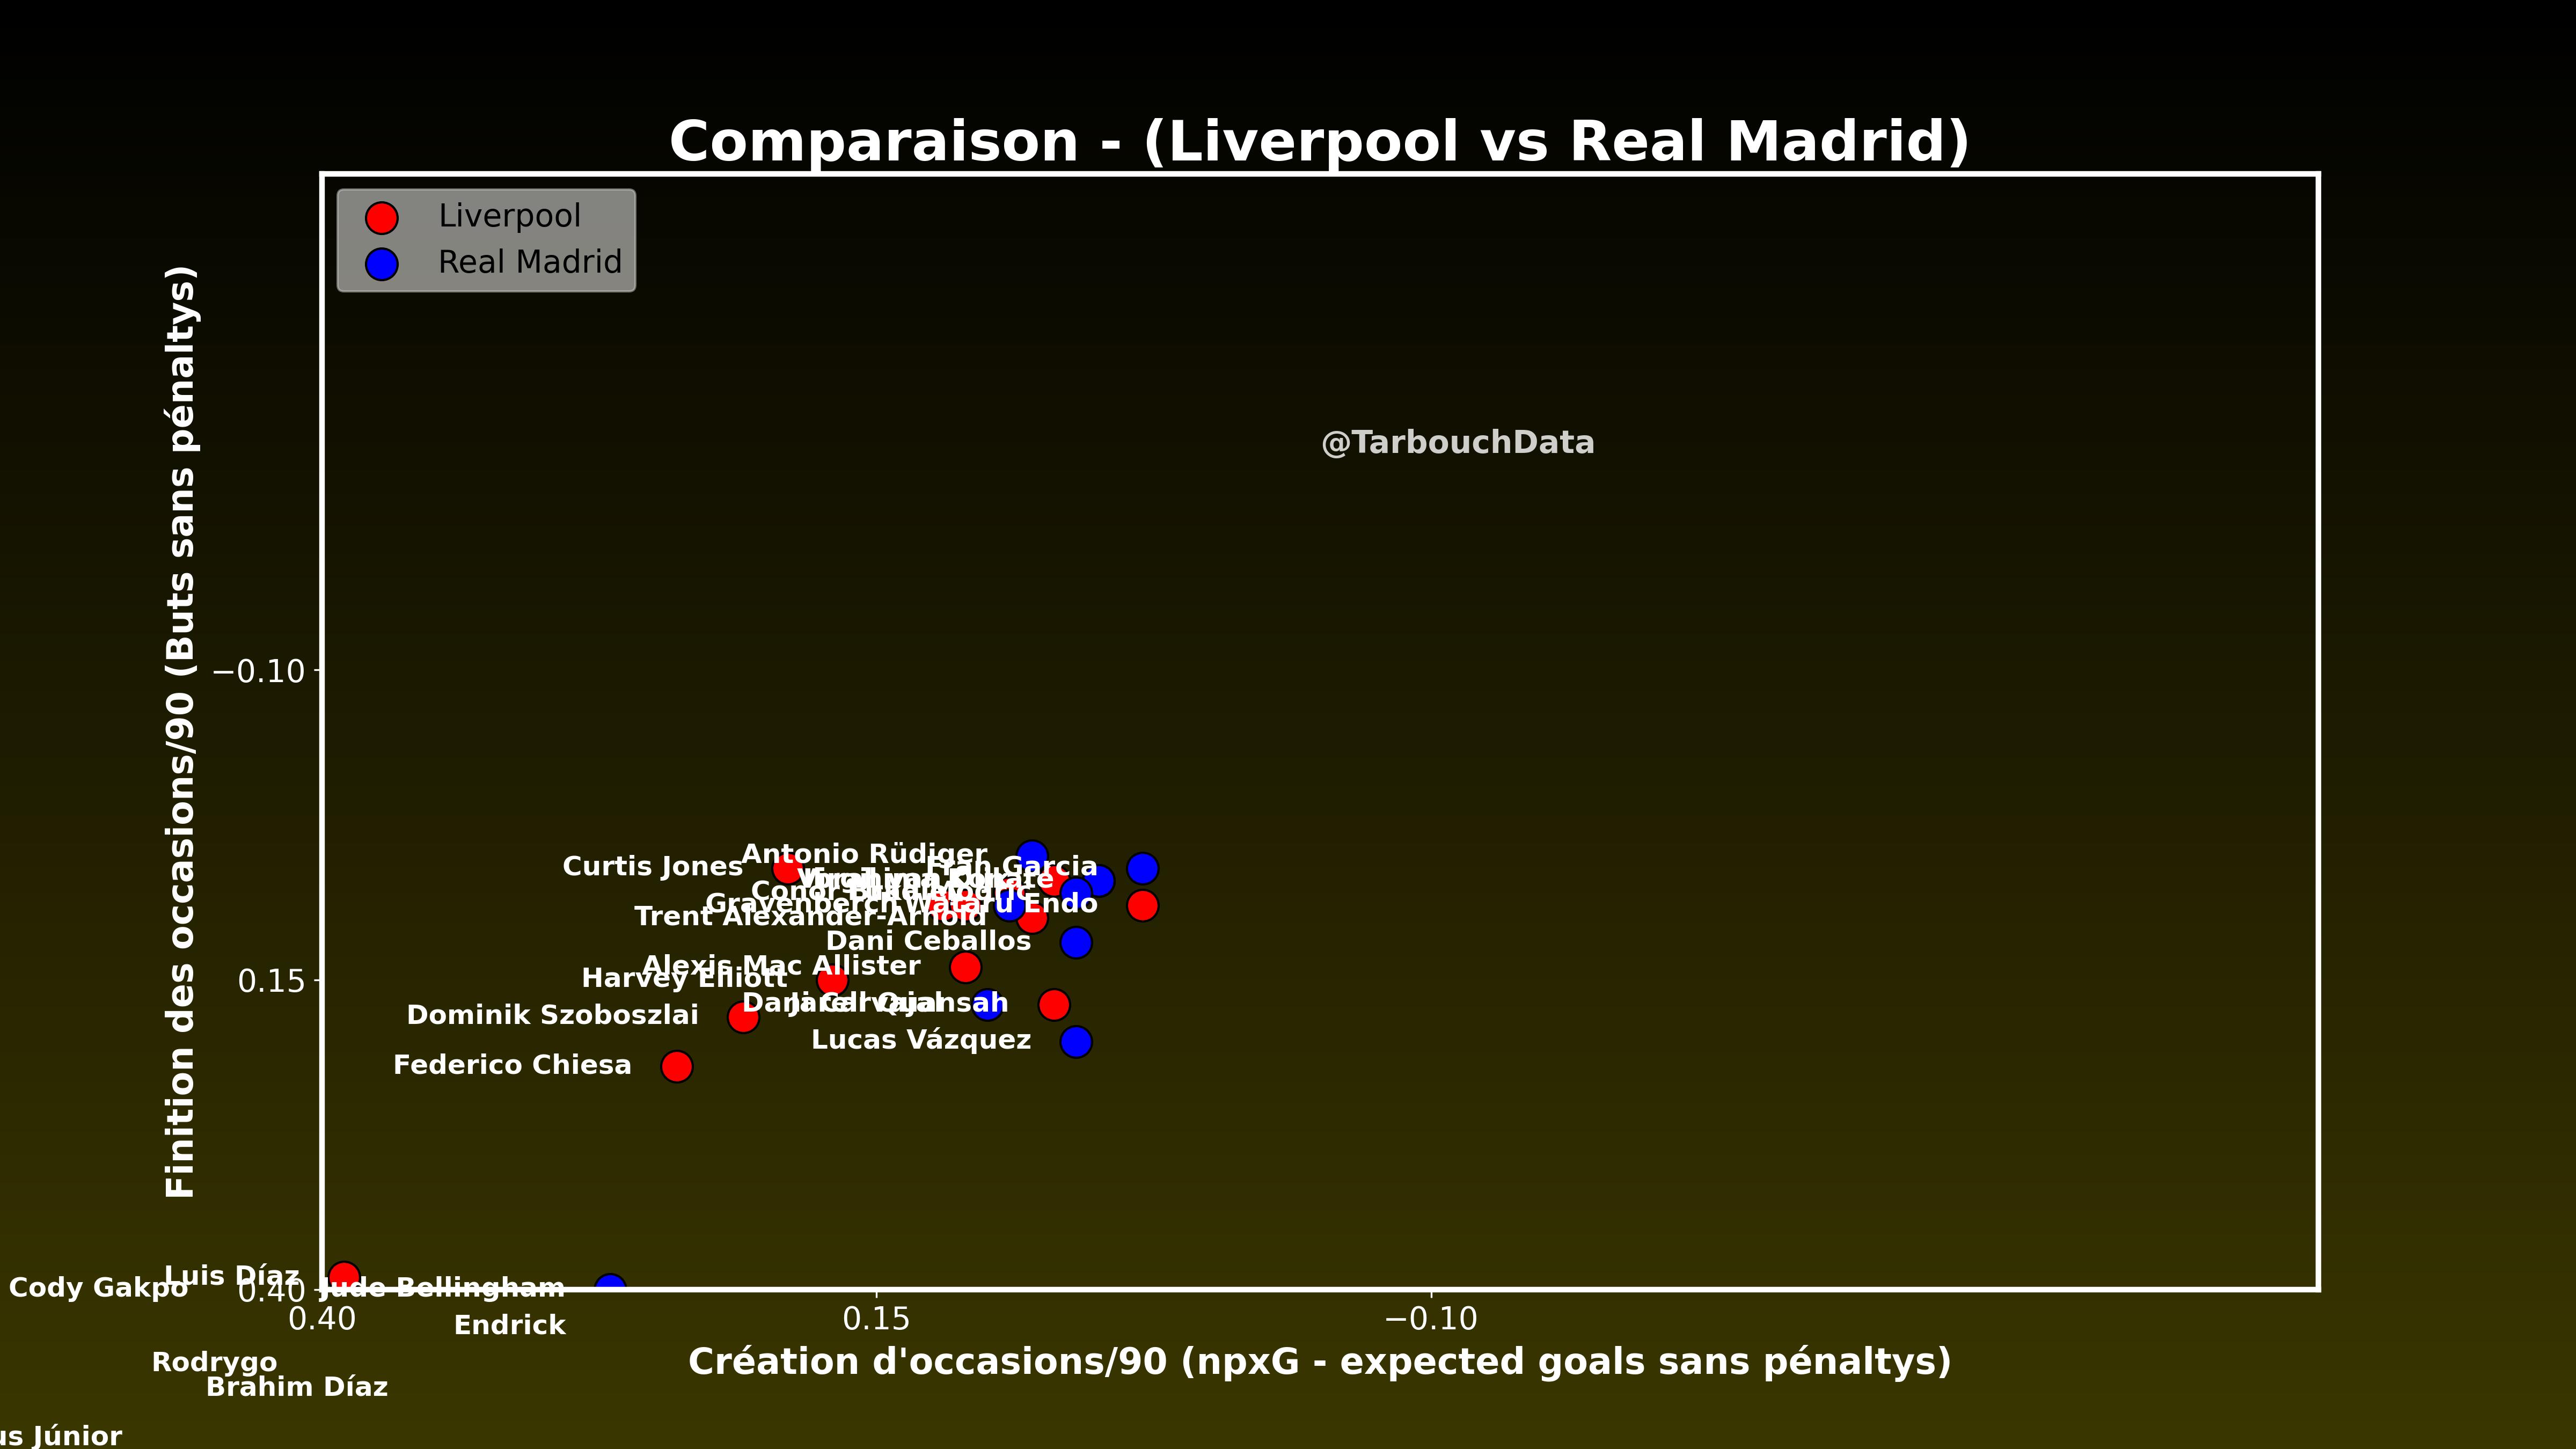 Comparaison - (Liverpool vs Real Madrid)
Liverpool
Real Madrid
Finition des occasions/90 (Buts sans pénaltys)
@TarbouchData
−0.10
Antonio Rüdiger
Curtis Jones
Fran Garcia
Gravenberch
Wataru Endo
Trent Alexander-Arnold
Dani Ceballos
Alexis Mac Allister
Harvey Elliott
0.15
Dani Carvajal
Jarell Quansah
Dominik Szoboszlai
Lucas Vázquez
Federico Chiesa
Luis Díaz
Cody Gakpo
0.40
Jude Bellingham
0.40
0.15
−0.10
Endrick
Rodrygo
Création d'occasions/90 (npxG - expected goals sans pénaltys)
Brahim Díaz
us Júnior